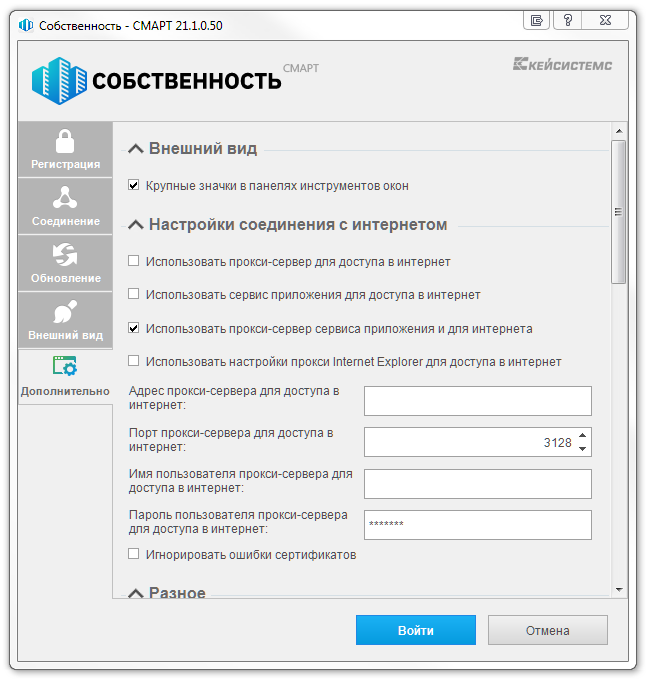 Собственность - СМАРТ 21.1.0.50
СОБСТВЕННОСТЬ СМАРТ
КЕЙСИСТЕМС
Регистрация
Соединение
Обновление
Внешний вид
Дополнительно
Внешний вид
Крупные значки в панелях инструментов окон
Настройки соединения с интернетом
Использовать прокси-сервер для доступа в интернет
Использовать сервис приложения для доступа в интернет
Использовать прокси-сервер сервиса приложения и для интернета
Использовать настройки прокси Internet Explorer для доступа в интернет
Адрес прокси-сервера для доступа в
интернет:
Порт прокси-сервера для доступа в
интернет:
3128
Имя пользователя прокси-сервера для
доступа в интернет:
Пароль пользователя прокси-сервера
для доступа в интернет:
*******
Игнорировать ошибки сертификатов
Разное
Войти
Отмена